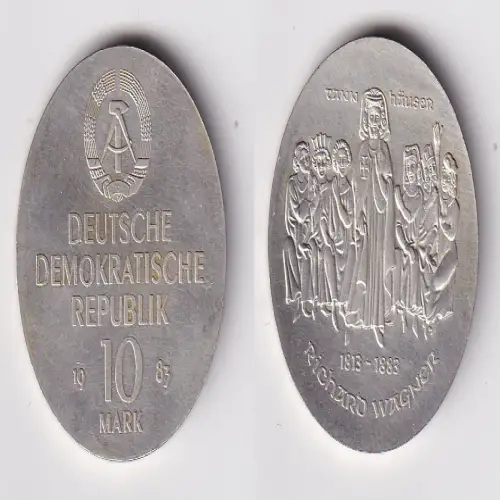 DEUTSCHE
DEMOKRATISCHE
REPUBLIK
19 10 83
MARK
TANN HÄUSER
1813-1883
RICHARD WAGNER